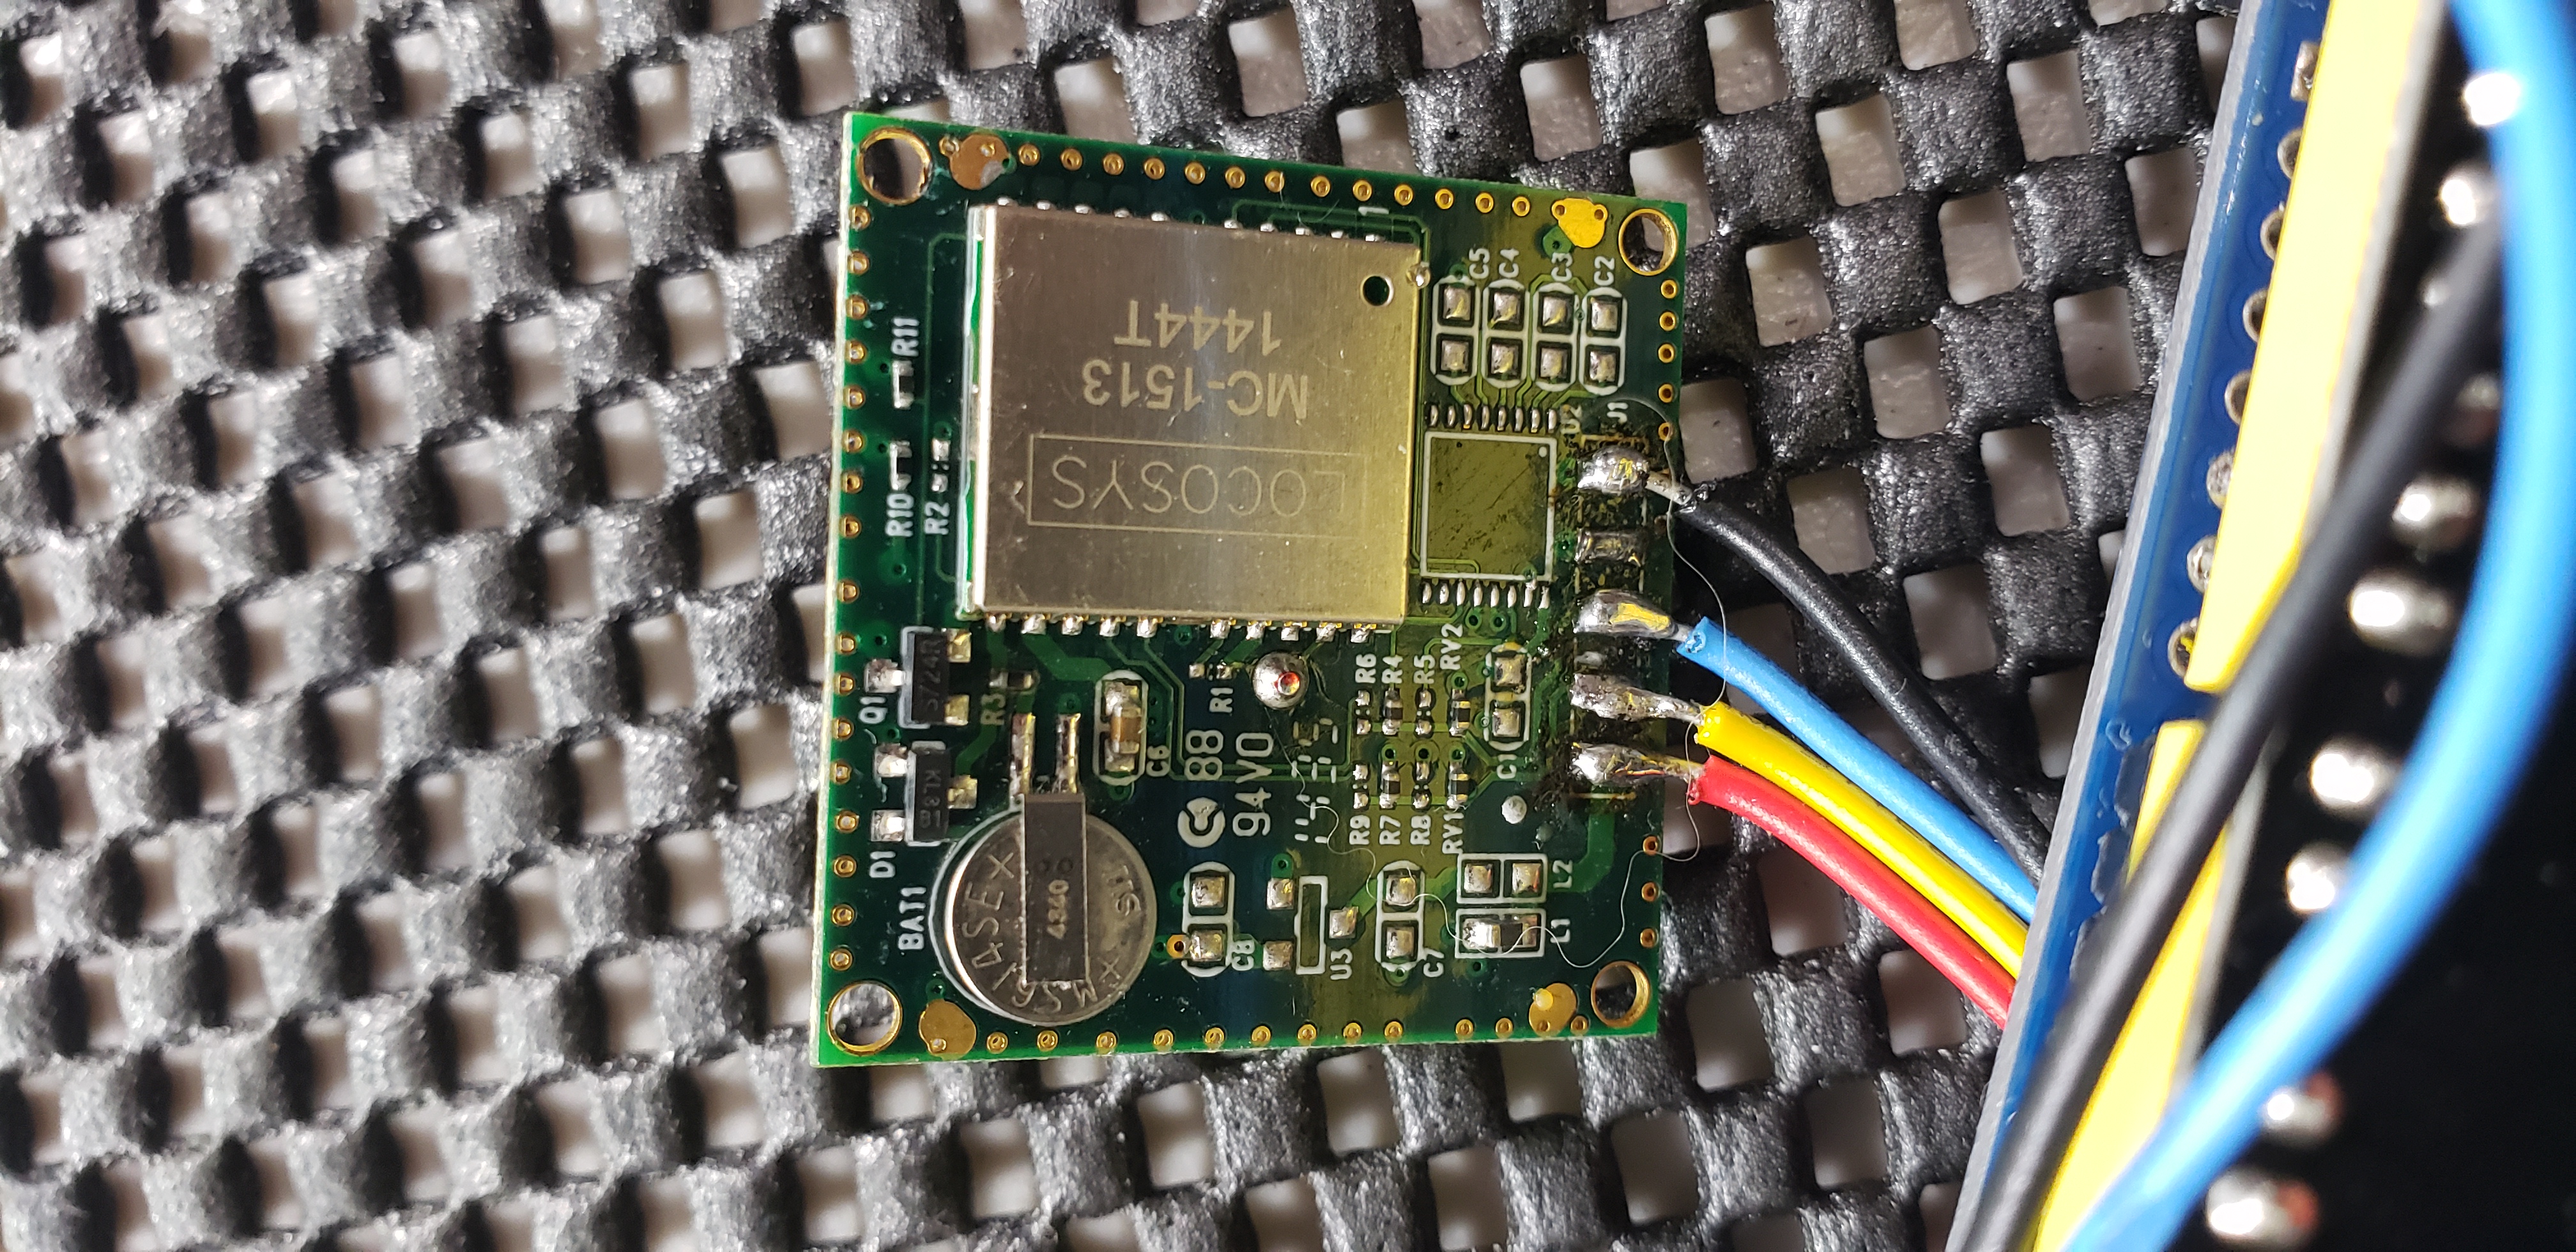 D1
Q1
BAT1
R10
R11
R2
KL3
S724R
MS614SE
R3
4340
SII
LOCOSYS
MC-1513
1444T
C6
88
R1
C8
94V0
U3
R9
R6
R7
R4
R8
R5
C7
RV1
RV2
1
C5
C1
C4
L1
L2
C3
U2
C2
J1